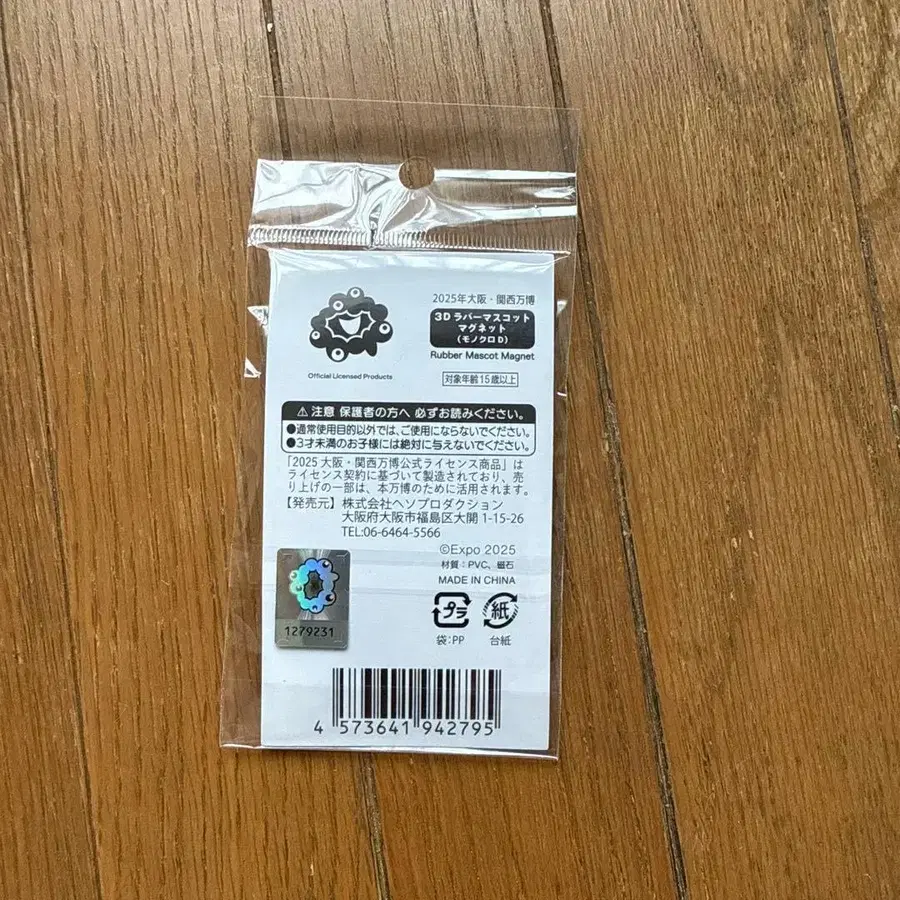 2025年大阪・関西万博
3Dラバーマスコット
マグネット
(モノクロD)
Rubber Mascot Magnet
Official Licensed Products
対象年齢15歳以上
⚠注意 保護者の方へ 必ずお読みください。
●通常使用目的以外では、ご使用にならないでください。
●3才未満のお子様には絶対に与えないでください。
「2025大阪・関西万博公式ライセンス商品」は
ライセンス契約に基づいて製造されており、売
り上げの一部は、本万博のために活用されます。
【発売元】株式会社ヘソプロダクション
大阪府大阪市福島区大開1-15-26
TEL:06-6464-5566
©Expo 2025
材質：PVC、磁石
MADE IN CHINA
プラ
紙
袋:PP
台紙
1279231
4 573641 942795